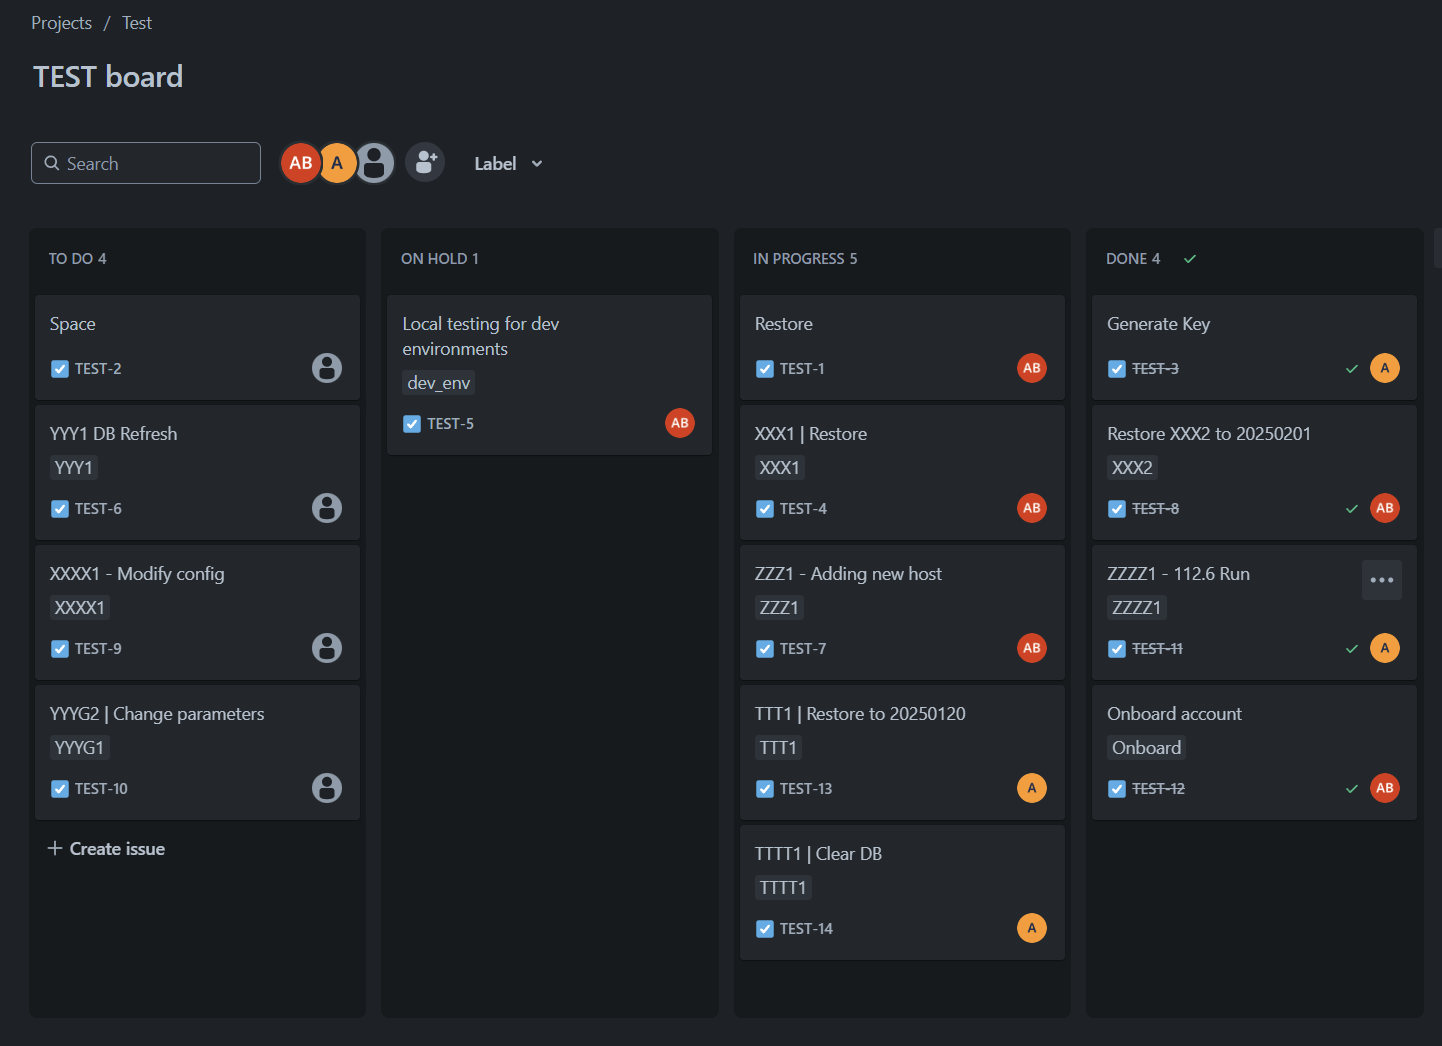 Projects / Test
TEST board
Search
AB A
Label
TO DO 4
Space
TEST-2
YYY1 DB Refresh
YYY1
TEST-6
XXXX1 - Modify config
XXXX1
TEST-9
YYYG2 | Change parameters
YYYG1
TEST-10
+ Create issue
ON HOLD 1
Local testing for dev
environments
dev_env
TEST-5
AB
IN PROGRESS 5
Restore
TEST-1
AB
XXX1 | Restore
XXX1
TEST-4
AB
ZZZ1 - Adding new host
ZZZ1
TEST-7
AB
TTT1 | Restore to 20250120
TTT1
TEST-13
A
TTTT1 | Clear DB
TTTT1
TEST-14
A
DONE 4
Generate Key
TEST-3
A
Restore XXX2 to 20250201
XXX2
TEST-8
AB
ZZZZ1 - 112.6 Run
ZZZZ1
TEST-11
A
Onboard account
Onboard
TEST-12
AB